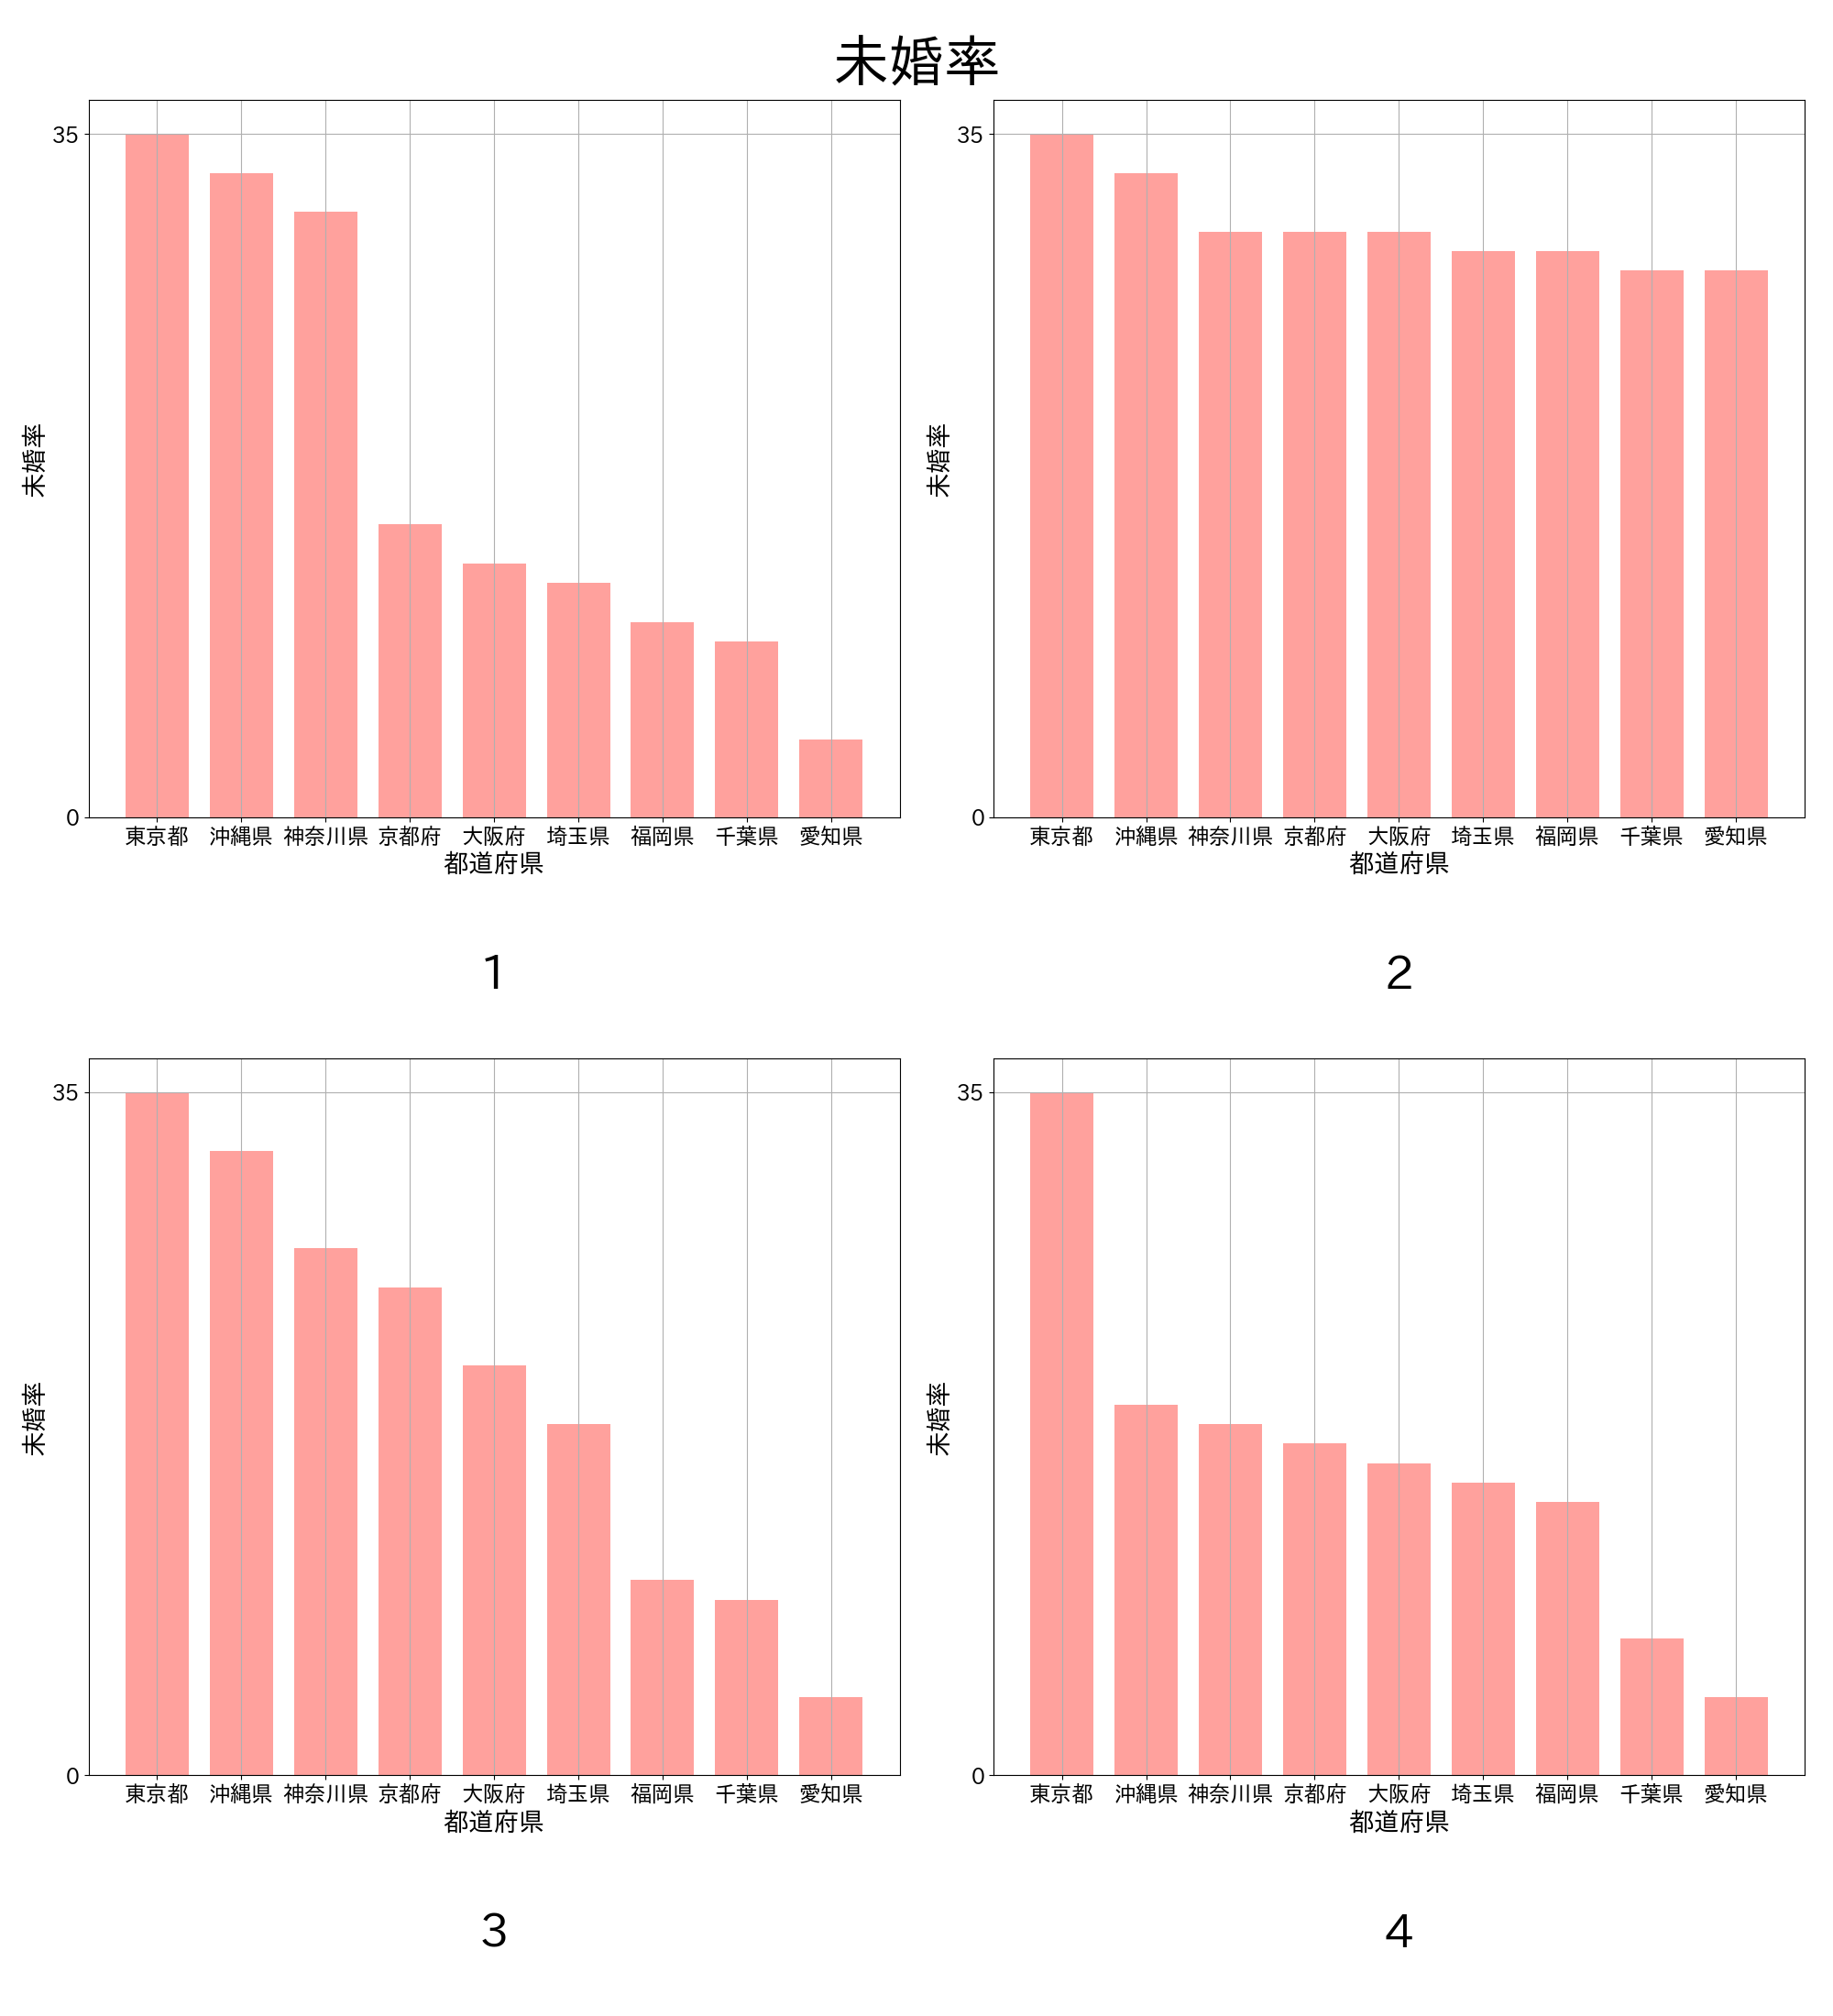 未婚率
35
0
未婚率
東京都 沖縄県 神奈川県 京都府 大阪府 埼玉県 福岡県 千葉県 愛知県
都道府県
1
35
0
未婚率
東京都 沖縄県 神奈川県 京都府 大阪府 埼玉県 福岡県 千葉県 愛知県
都道府県
2
35
0
未婚率
東京都 沖縄県 神奈川県 京都府 大阪府 埼玉県 福岡県 千葉県 愛知県
都道府県
3
35
0
未婚率
東京都 沖縄県 神奈川県 京都府 大阪府 埼玉県 福岡県 千葉県 愛知県
都道府県
4